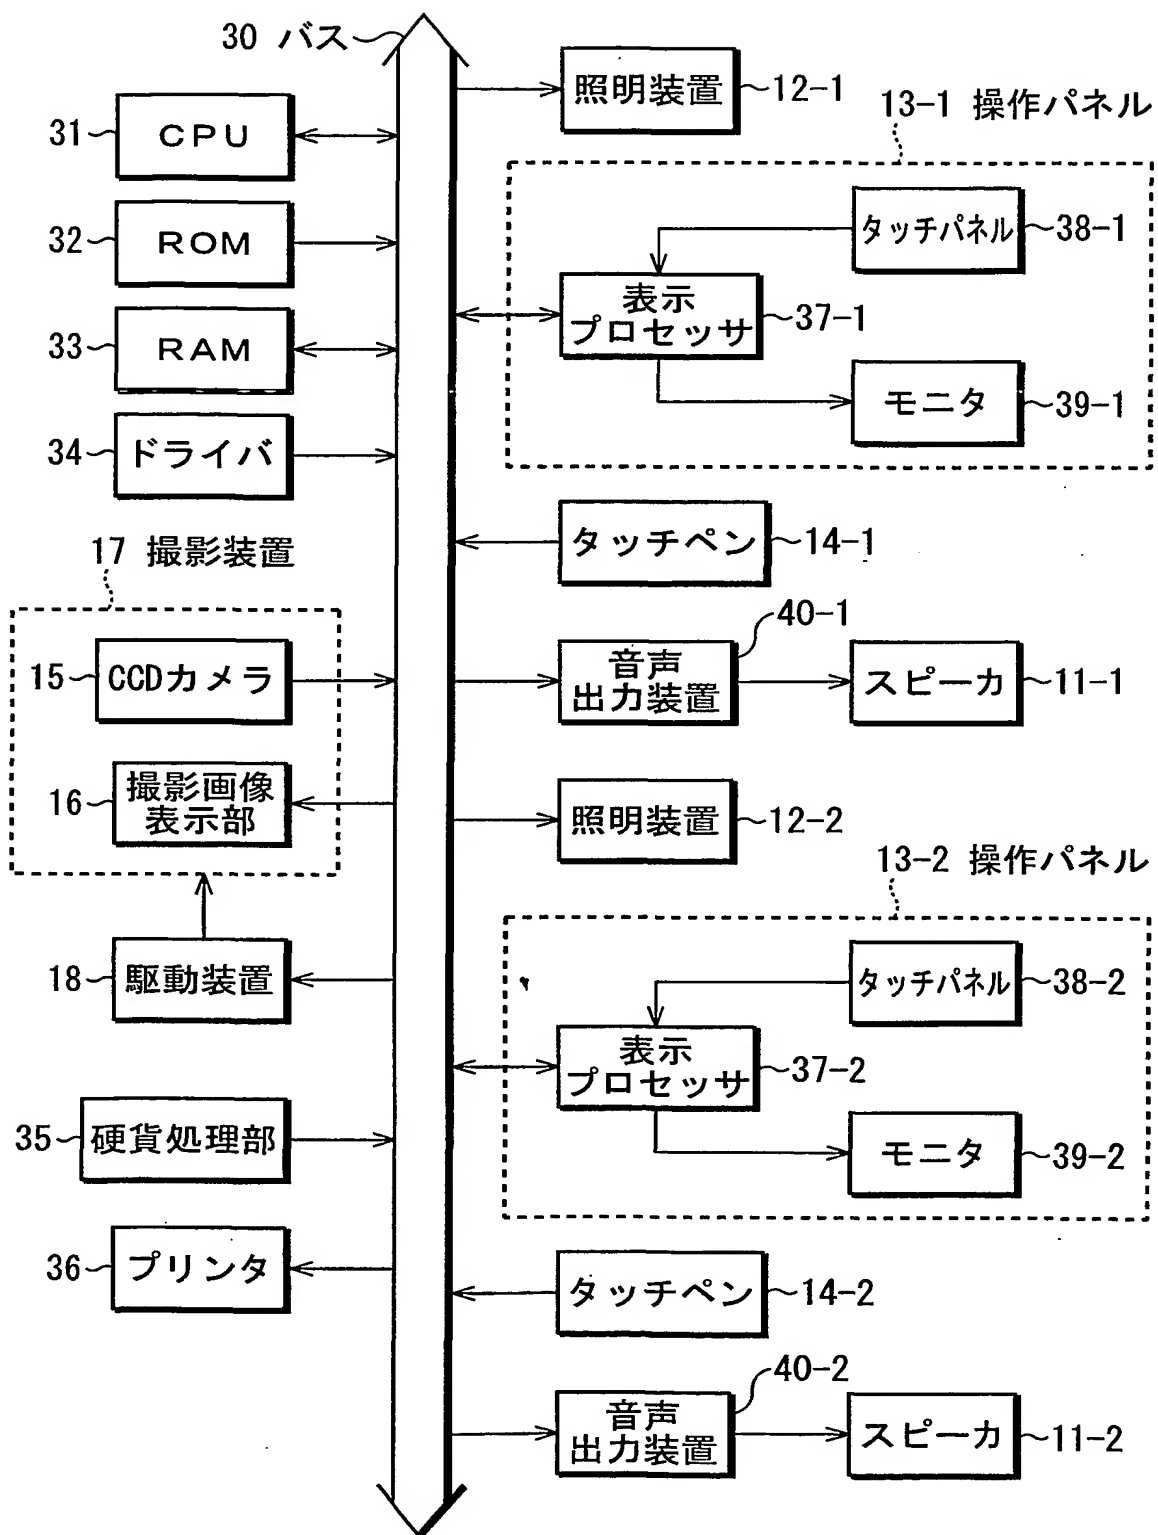 30 バス
31 CPU
32 ROM
33 RAM
34 ドライバ
17 撮影装置
15 CCDカメラ
16 撮影画像
表示部
18 駆動装置
35 硬貨処理部
36 プリンタ
照明装置 12-1
13-1 操作パネル
タッチパネル 38-1
表示
プロセッサ 37-1
モニタ 39-1
タッチペン 14-1
40-1
音声
出力装置
スピーカ 11-1
照明装置 12-2
13-2 操作パネル
タッチパネル 38-2
表示
プロセッサ 37-2
モニタ 39-2
タッチペン 14-2
40-2
音声
出力装置
スピーカ 11-2